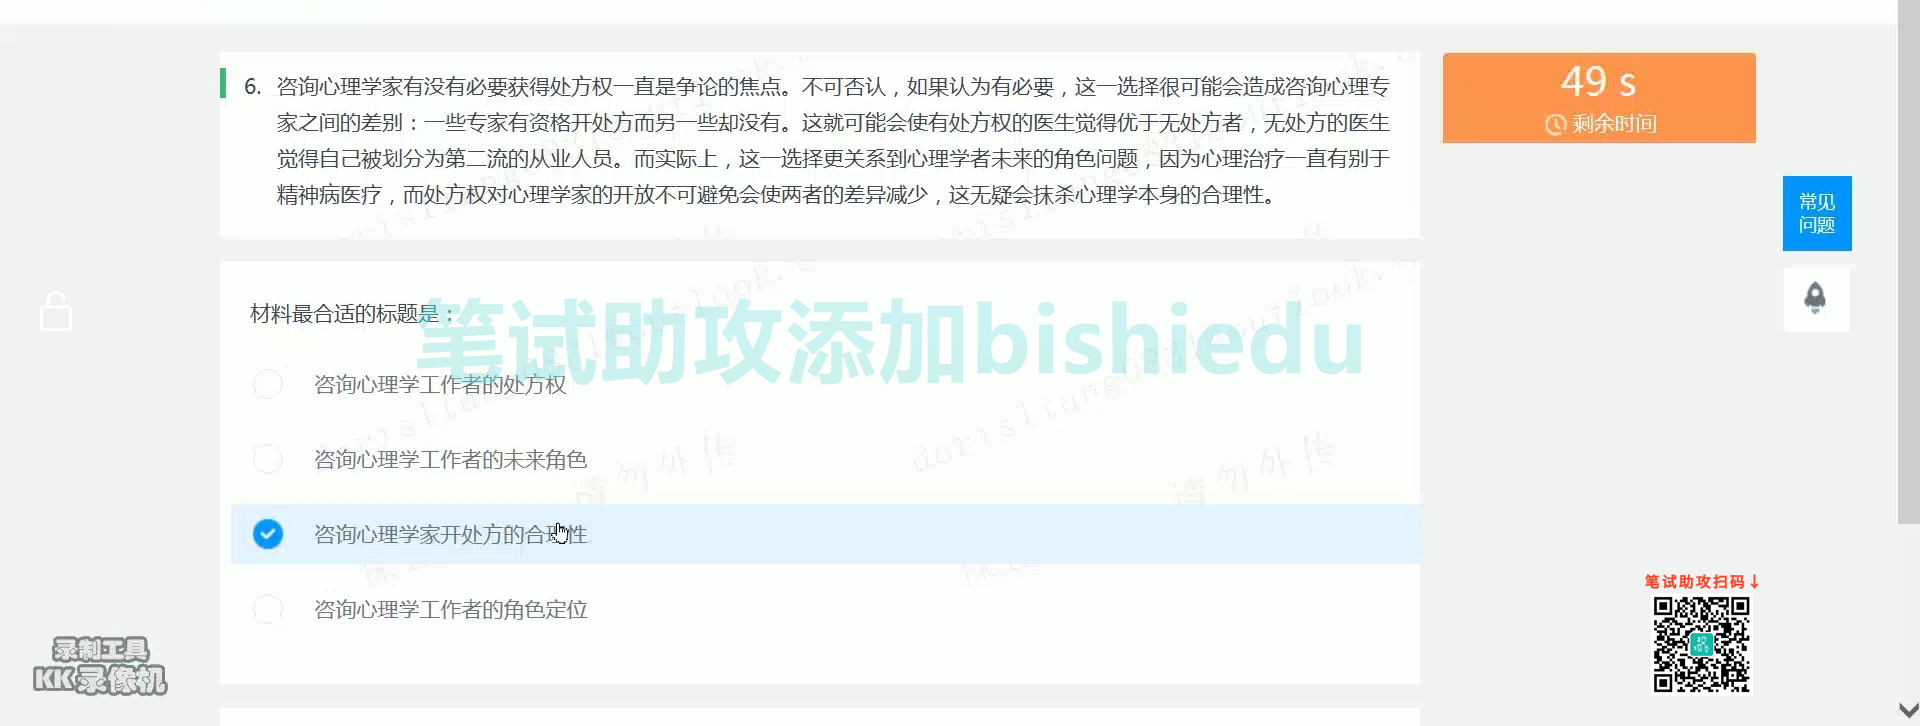 6. 咨询心理学家有没有必要获得处方权一直是争论的焦点。不可否认，如果认为有必要，这一选择很可能会造成咨询心理专
家之间的差别：一些专家有资格开处方而另一些却没有。这就可能会使有处方权的医生觉得优于无处方者，无处方的医生
觉得自己被划分为第二流的从业人员。而实际上，这一选择更关系到心理学者未来的角色问题，因为心理治疗一直有别于
精神病医疗，而处方权对心理学家的开放不可避免会使两者的差异减少，这无疑会抹杀心理学本身的合理性。
49 s
剩余时间
常见
问题
材料最合适的标题是：
笔试助攻添加bishiedu
咨询心理学工作者的处方权
咨询心理学工作者的未来角色
请勿外传
请勿外传
咨询心理学家开处方的合理性
咨询心理学工作者的角色定位
笔试助攻扫码↓
录制工具
KK录像机